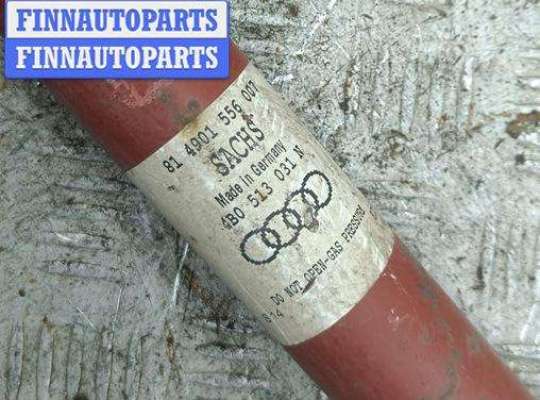 FINNAUTOPARTS
FINNAUTOPARTS
81 4901 556 007
SACHS
Made in Germany
4B0 513 031 N
DO NOT OPEN-GAS PRESSURE